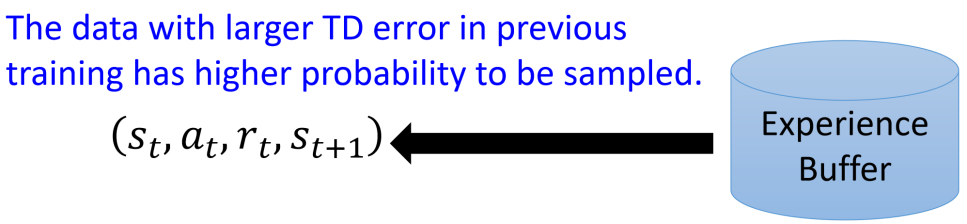 The data with larger TD error in previous
training has higher probability to be sampled.
(s_t, a_t, r_t, s_{t+1})
Experience
Buffer